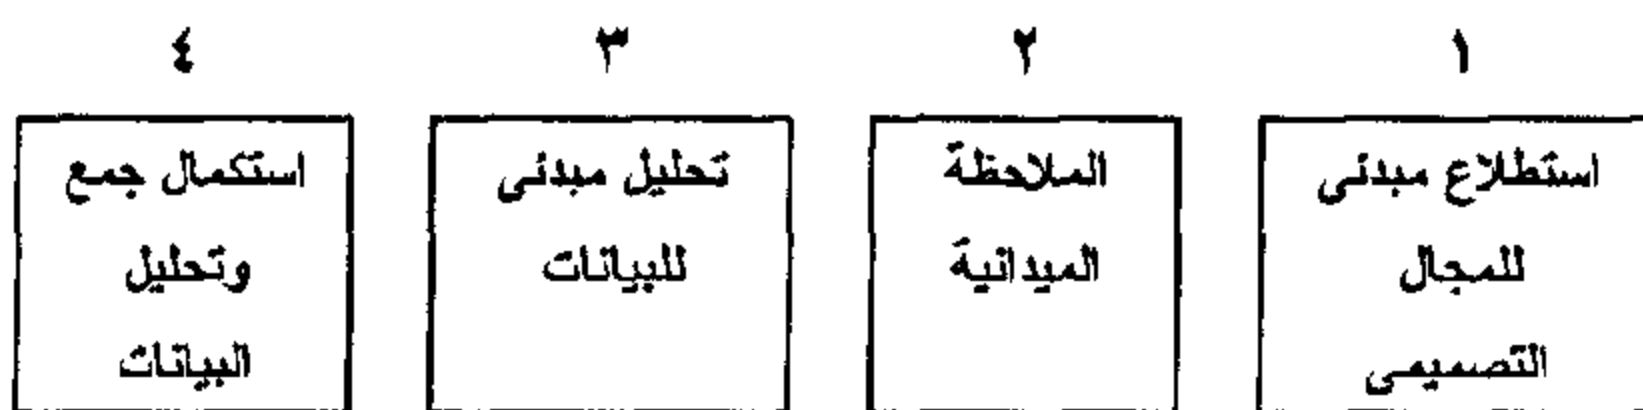 ١
استطلاع مبدئى
للمجال
التصميمى
٢
الملاحظة
الميدانية
٣
تحليل مبدئى
للبيانات
٤
استكمال جمع
وتحليل
البيانات